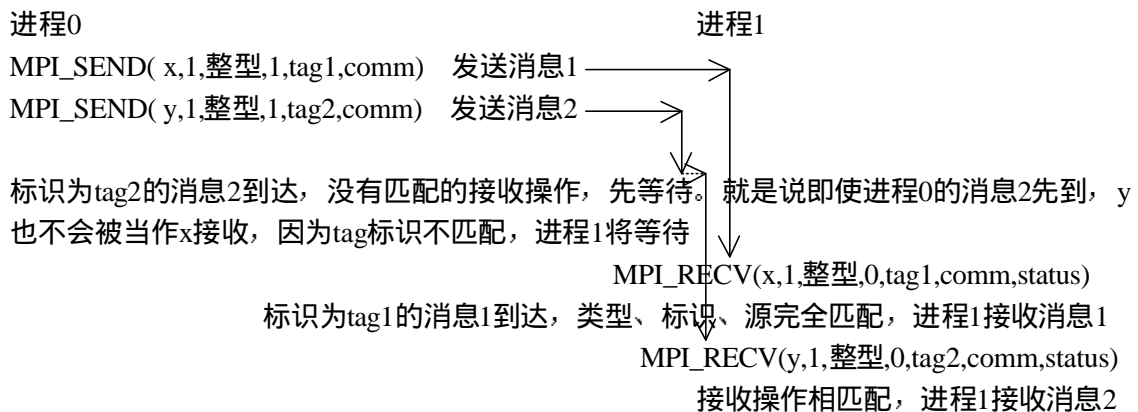 进程0 进程1
MPI_SEND( x,1,整型,1,tag1,comm) 发送消息1
MPI_SEND( y,1,整型,1,tag2,comm) 发送消息2
标识为tag2的消息2到达，没有匹配的接收操作，先等待。就是说即使进程0的消息2先到，y
也不会被当作x接收，因为tag标识不匹配，进程1将等待
MPI_RECV(x,1,整型,0,tag1,comm,status)
标识为tag1的消息1到达，类型、标识、源完全匹配，进程1接收消息1
MPI_RECV(y,1,整型,0,tag2,comm,status)
接收操作相匹配，进程1接收消息2